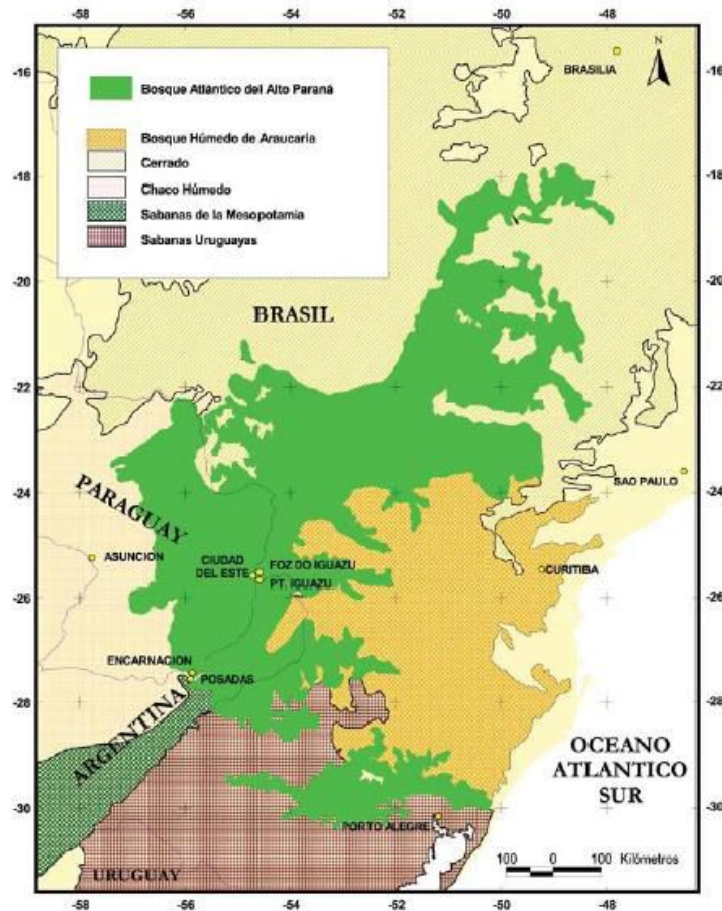 -58 -56 -54 -52 -50 -48
-16 -16
N
BRASILIA
Bosque Atlántico del Alto Paraná
Bosque Húmedo de Araucaria
Cerrado
Chaco Húmedo
Sabanas de la Mesopotamia
Sabanas Uruguayas
-18 -18
-20 -20
BRASIL
-22 -22
-24 -24
SAO PAULO
PARAGUAY
ASUNCION
CIUDAD
DEL ESTE
FOZ DO IGUAZU
PT. IGUAZU
CURITIBA
-26 -26
ENCARNACION
POSADAS
-28 -28
ARGENTINA
OCEANO
ATLANTICO
SUR
-30 -30
PORTO ALEGRE
100 0 100 Kilómetros
URUGUAY
-58 -56 -54 -52 -50 -48